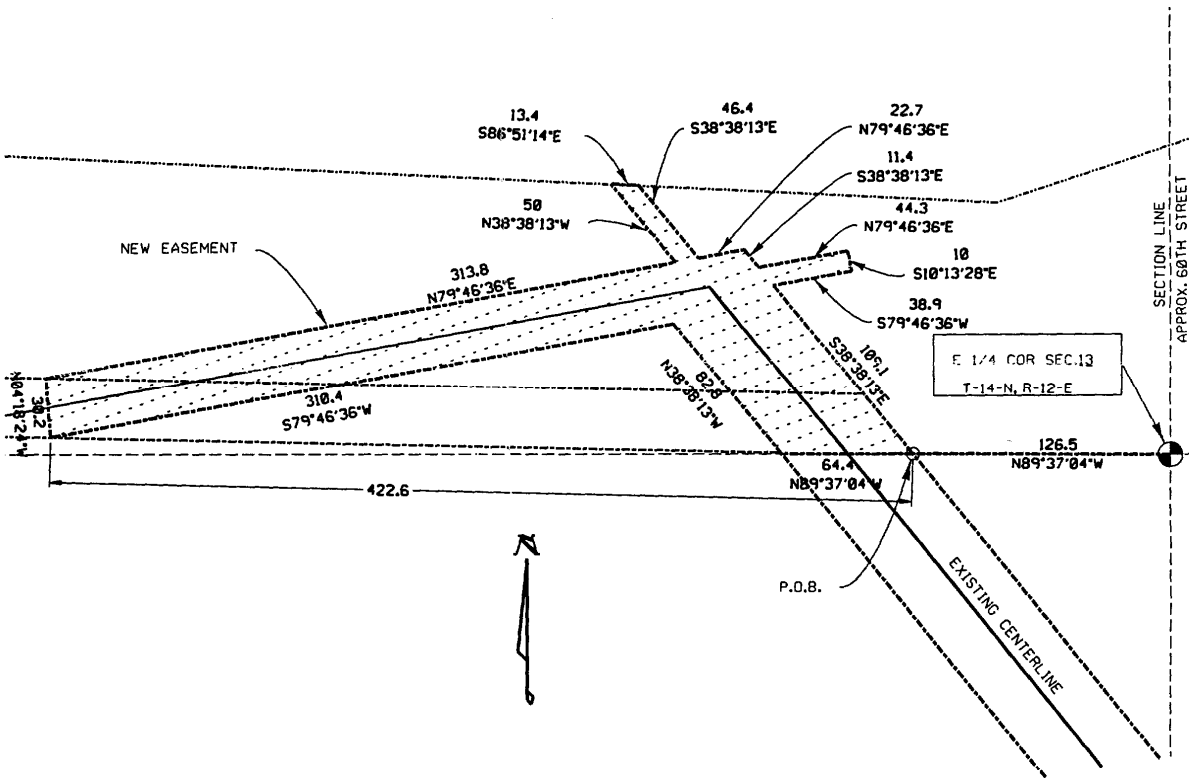 13.4
S86°51'14"E
46.4
S38°38'13"E
22.7
N79°46'36"E
11.4
S38°38'13"E
50
N38°38'13"W
44.3
N79°46'36"E
NEW EASEMENT
10
S10°13'28"E
313.8
N79°46'36"E
38.9
S79°46'36"W
SECTION LINE
APPROX. 60TH STREET
109.1
S38°38'13"E
E 1/4 COR SEC.13
T-14-N, R-12-E
82.8
N38°38'13"W
30.2
N04°18'24"W
310.4
S79°46'36"W
126.5
N89°37'04"W
64.4
N89°37'04"W
422.6
P.O.B.
EXISTING CENTERLINE